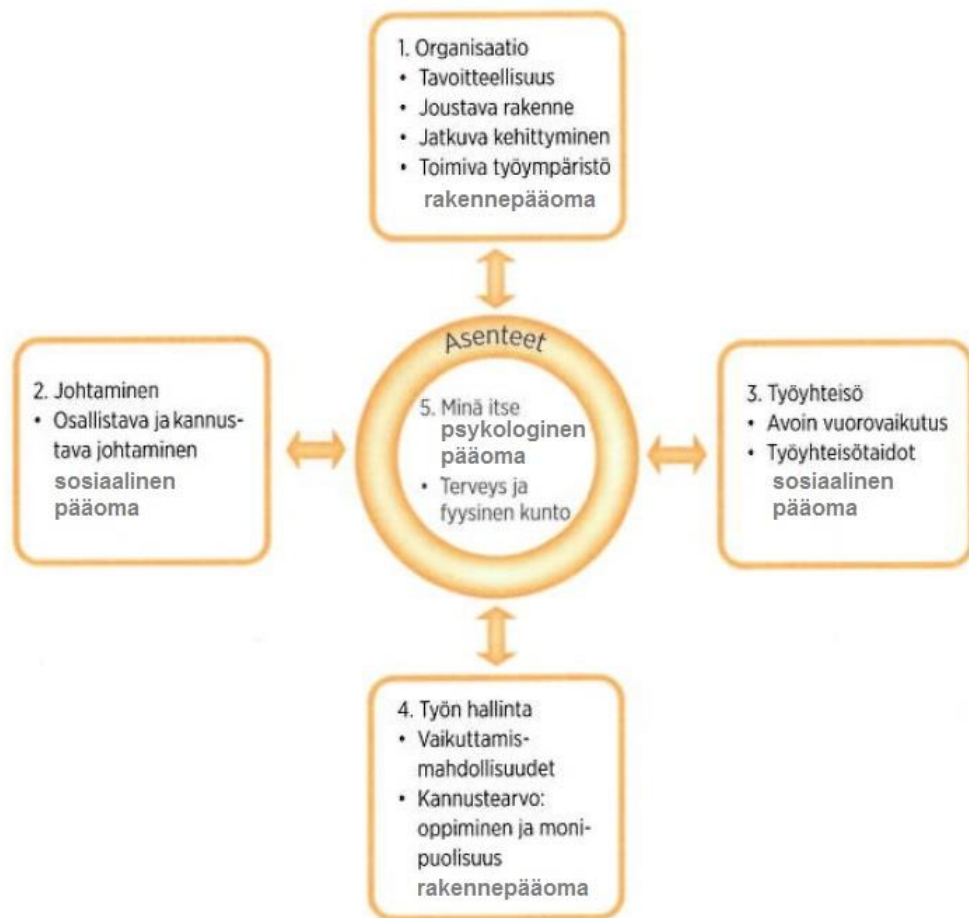 1. Organisaatio
• Tavoitteellisuus
• Joustava rakenne
• Jatkuva kehittyminen
• Toimiva työympäristö
rakennepääoma
Asenteet
2. Johtaminen
• Osallistava ja kannus-
tava johtaminen
sosiaalinen
pääoma
5. Minä itse
psykologinen
pääoma
• Terveys ja
fyysinen kunto
3. Työyhteisö
• Avoin vuorovaikutus
• Työyhteisötaidot
sosiaalinen
pääoma
4. Työn hallinta
• Vaikuttamis-
mahdollisuudet
• Kannustearvo:
oppiminen ja moni-
puolisuus
rakennepääoma